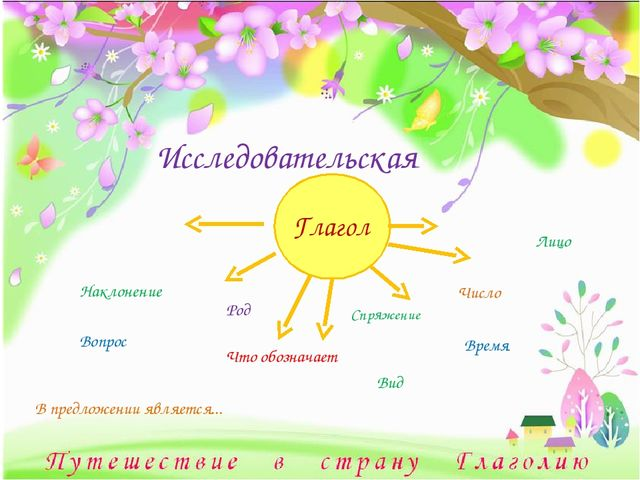 Исследовательская
Глагол
Лицо
Наклонение
Число
Род
Спряжение
Вопрос
Время
Что обозначает
Вид
В предложении является...
Путешествие в страну Глаголию